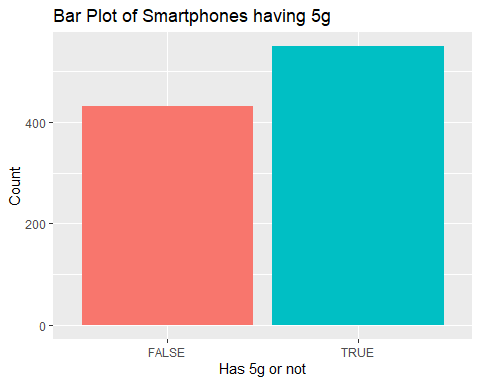 Bar Plot of Smartphones having 5g
Count
400
200
0
FALSE TRUE
Has 5g or not